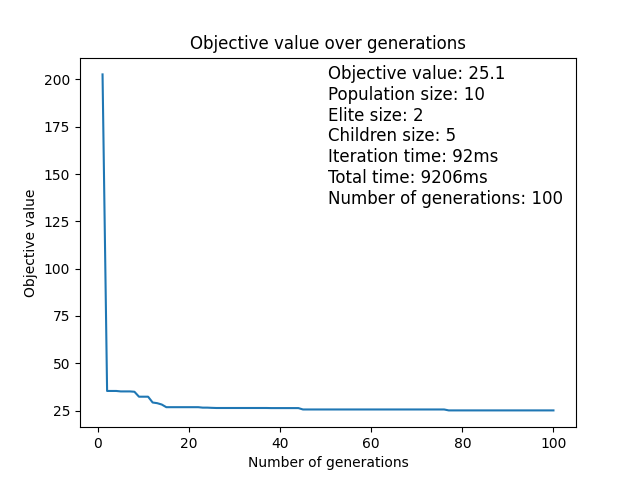 Objective value over generations
Objective value: 25.1
Population size: 10
Elite size: 2
Children size: 5
Iteration time: 92ms
Total time: 9206ms
Number of generations: 100
Objective value
200
175
150
125
100
75
50
25
0 20 40 60 80 100
Number of generations